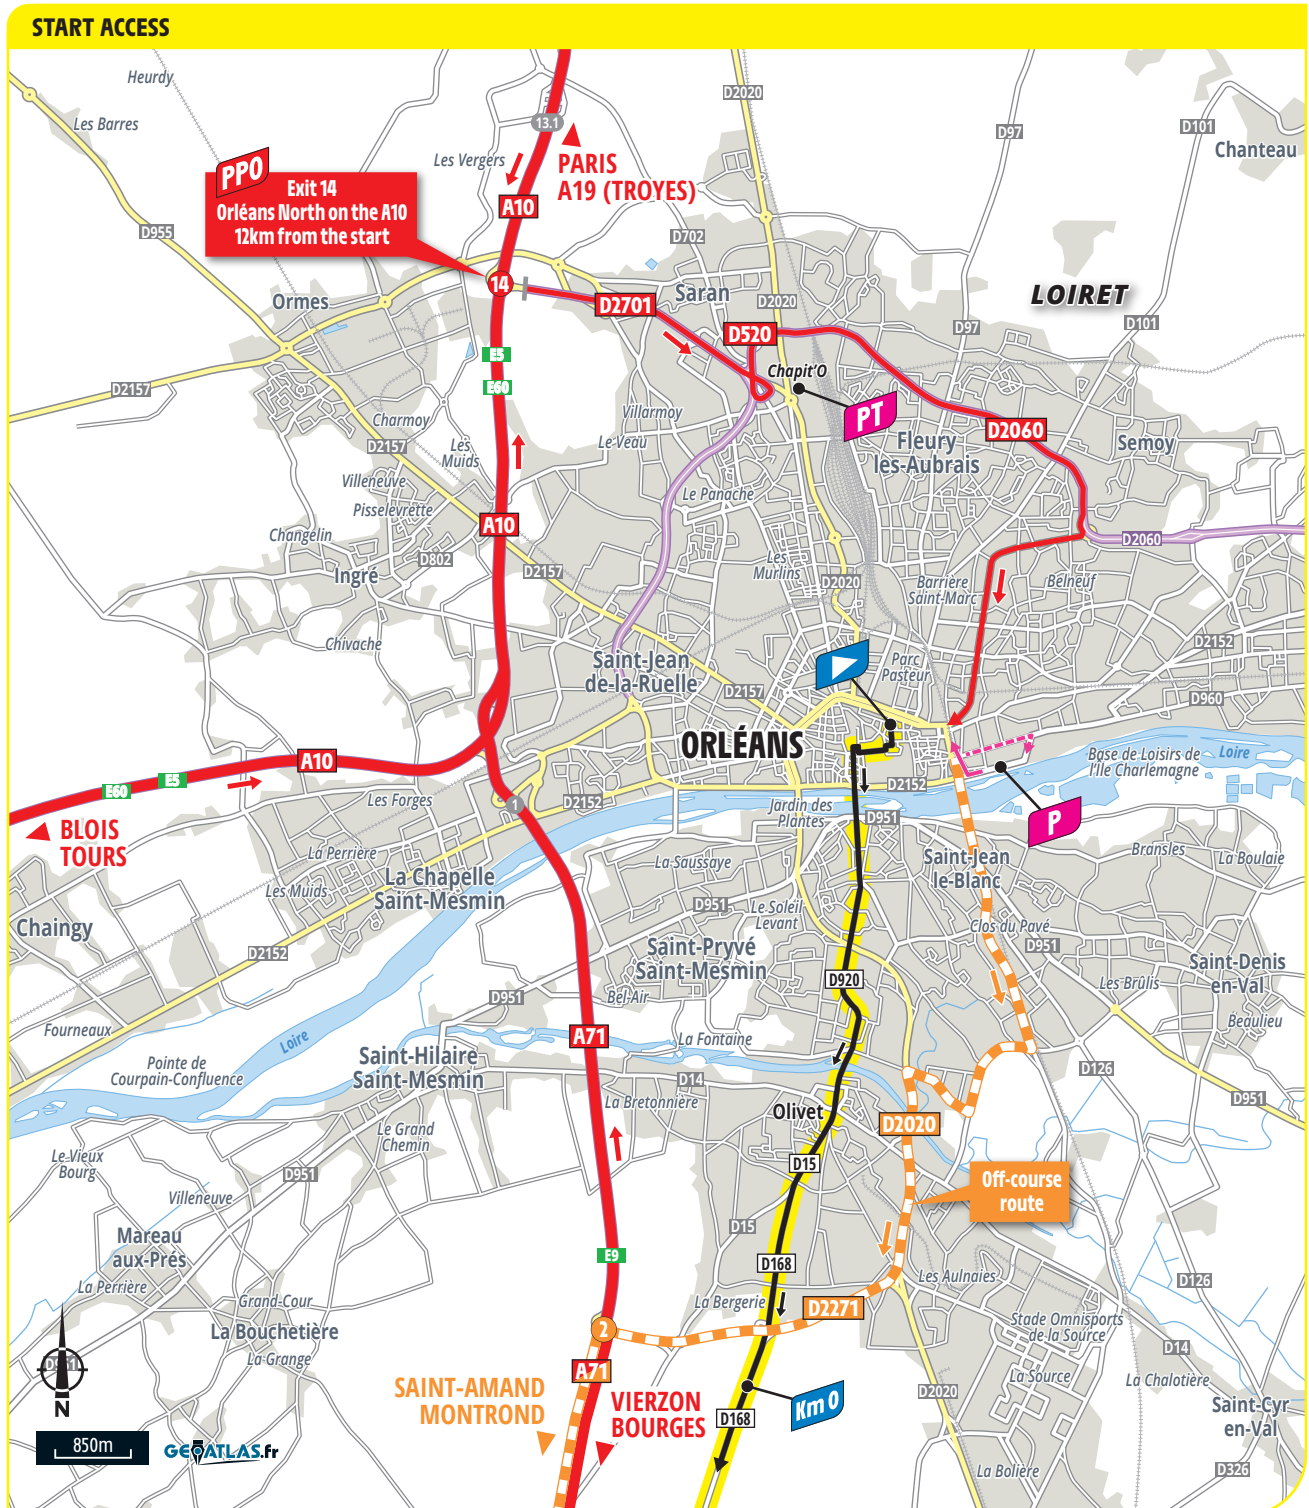 START ACCESS
Heurdy
Les Barres
D2020
13.1
D97
D101
Chanteau
Les Vergers
PARIS
A19 (TROYES)
PPO
Exit 14
Orléans North on the A10
12km from the start
A10
D955
D702
14
Ormes
D2701
Saran
D2020
LOIRET
D97
D101
D520
E5
E60
Chapit'O
D2157
PT
Charmoy
Villarmoy
Le Veau
D2157
Les
Muids
Fleury
les-Aubrais
D2060
Semoy
Villeneuve
Pisselevrette
Le Panache
A10
Changelin
D2060
D802
Ingré
D2157
Les
Murlins
D2020
Barrière
Saint-Marc
Belneuf
Chivache
D2152
Saint-Jean
de-la-Ruelle
Parc
Pasteur
D2157
D960
ORLÉANS
A10
E60
E5
Base de Loisirs de
l'Île Charlemagne
Loire
Les Forges
1
D2152
D2152
Jardin des
Plantes
D951
P
BLOIS
TOURS
La Perrière
La Saussaye
Saint-Jean
le-Blanc
Bransles
La Boulaie
Les Muids
La Chapelle
Saint-Mesmin
D951
Le Soleil
Levant
Chaingy
Clos du Pavé
D951
D2152
Saint-Pryvé
Saint-Mesmin
Saint-Denis
en-Val
D920
D951
Bel-Air
Les Brûlis
Beaulieu
Fourneaux
Loire
A71
La Fontaine
Pointe de
Courpain-Confluence
Saint-Hilaire
Saint-Mesmin
D14
D126
La Bretonnière
Olivet
D951
D2020
Le Grand
Chemin
Le Vieux
Bourg
D951
D15
Off-course
route
Villeneuve
D15
Mareau
aux-Prés
E9
D168
Les Aulnaies
D126
La Perrière
Grand-Cour
La Bergerie
D2271
La Bouchetière
2
Stade Omnisports
de la Source
D14
La Grange
D951
A71
La Source
La Chalotière
SAINT-AMAND
MONTROND
VIERZON
BOURGES
D2020
Km 0
D168
Saint-Cyr
en-Val
N
850m
GEOATLAS.fr
La Bolière
D326